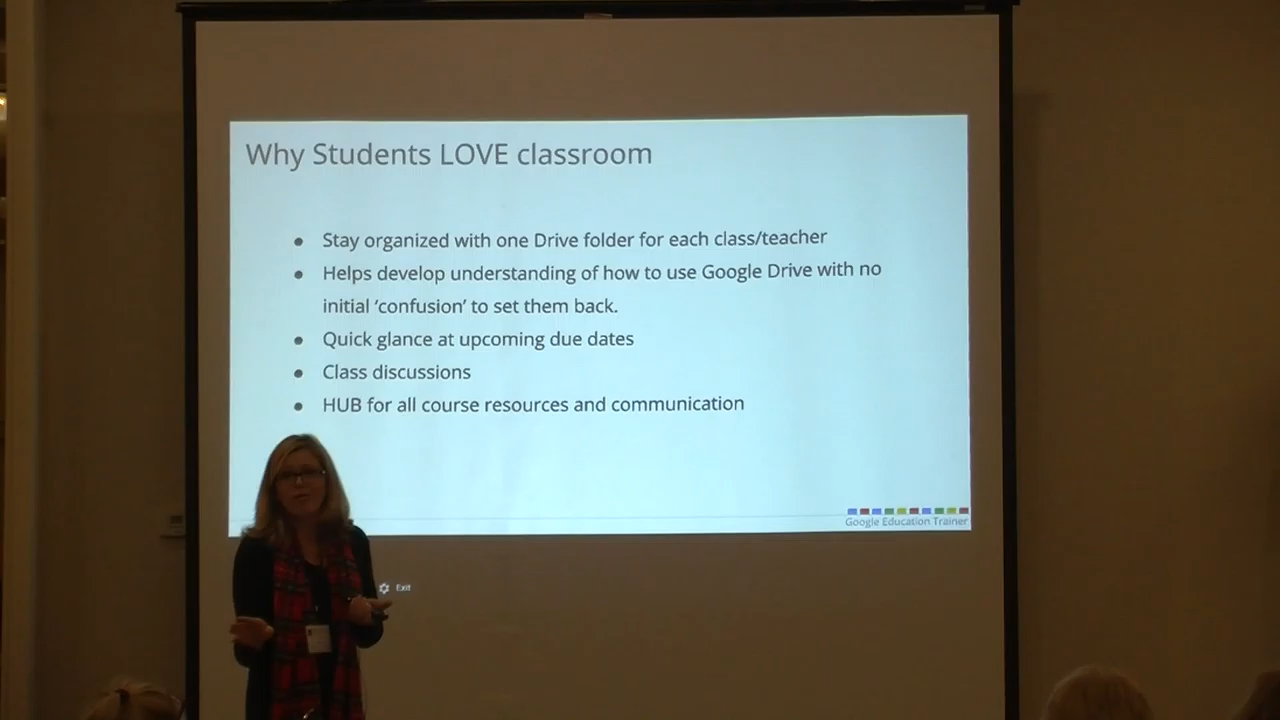 Why Students LOVE classroom
● Stay organized with one Drive folder for each class/teacher
● Helps develop understanding of how to use Google Drive with no
initial ‘confusion’ to set them back.
● Quick glance at upcoming due dates
● Class discussions
● HUB for all course resources and communication
Google Education Trainer
Exit